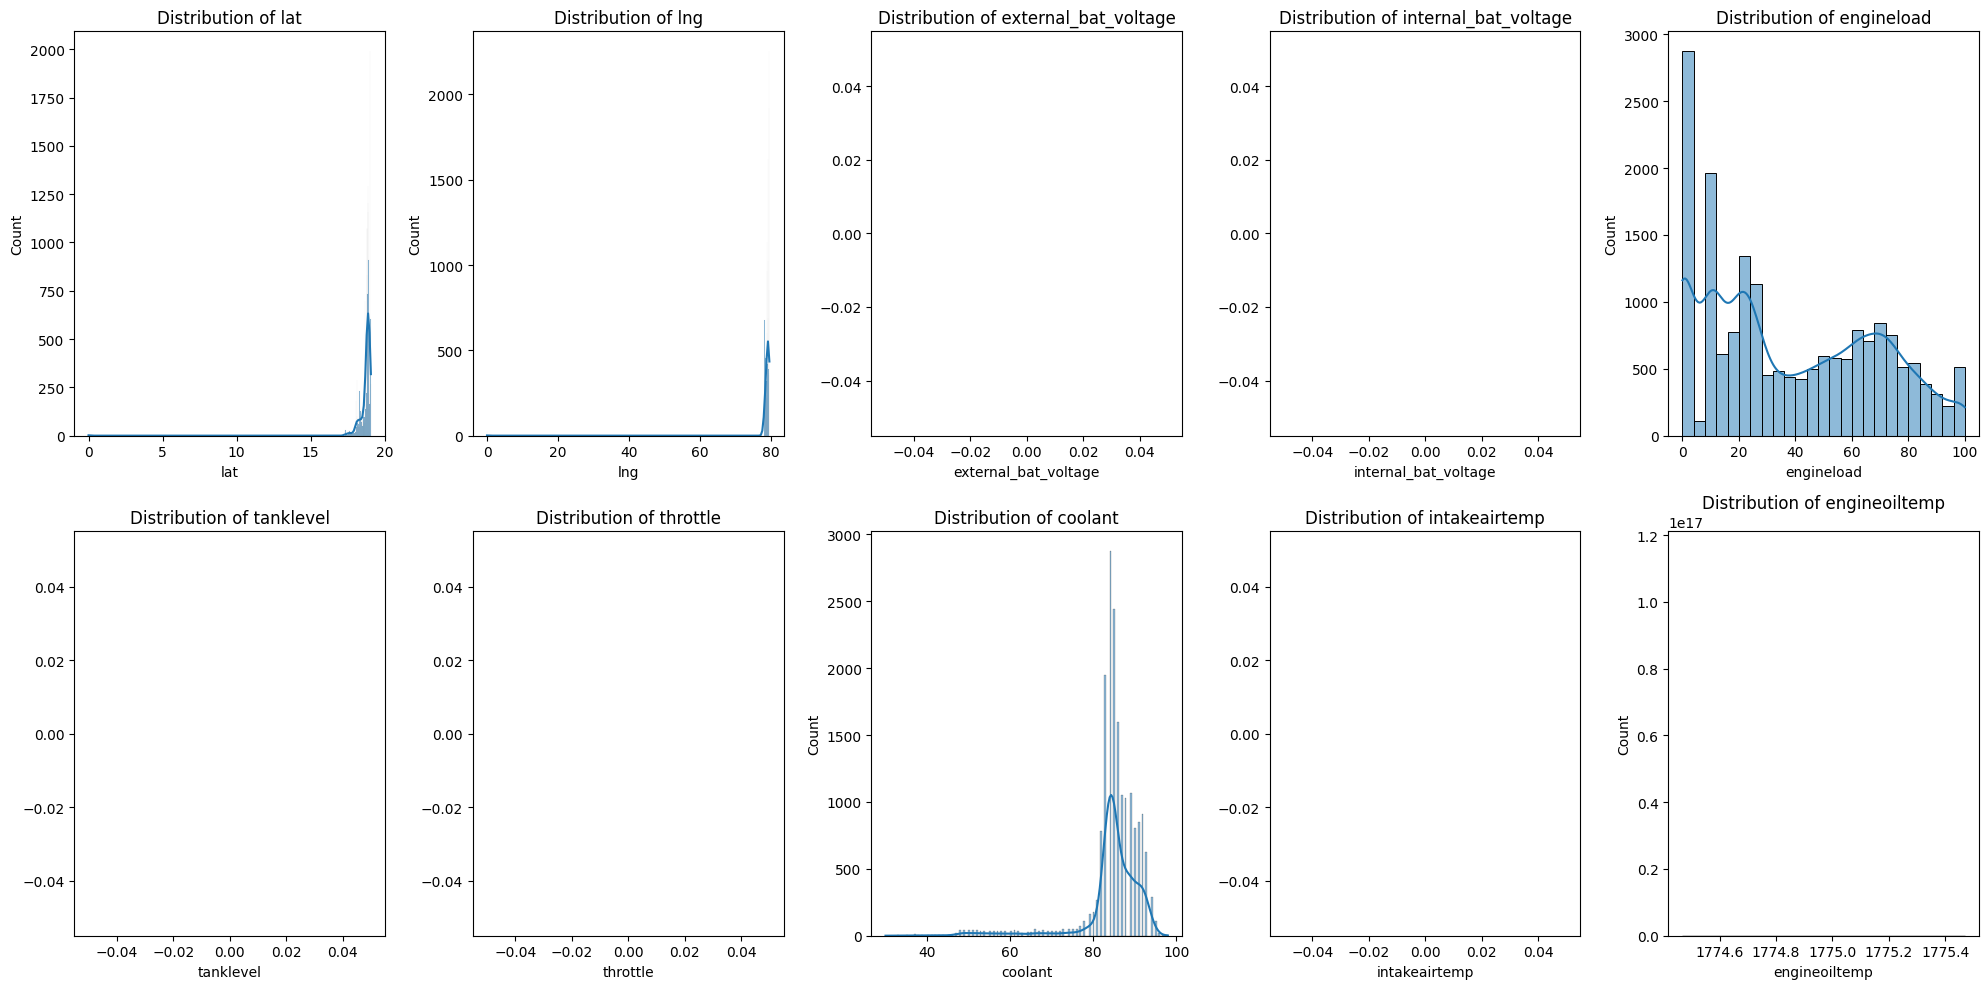 Distribution of lat
2000
1750
1500
1250
1000
750
500
250
0
Count
0 5 10 15 20
lat
Distribution of lng
2000
1500
1000
500
0
Count
0 20 40 60 80
lng
Distribution of external_bat_voltage
0.04
0.02
0.00
−0.02
−0.04
−0.04 −0.02 0.00 0.02 0.04
external_bat_voltage
Distribution of internal_bat_voltage
0.04
0.02
0.00
−0.02
−0.04
−0.04 −0.02 0.00 0.02 0.04
internal_bat_voltage
Distribution of engineload
3000
2500
2000
1500
1000
500
0
Count
0 20 40 60 80 100
engineload
Distribution of tanklevel
0.04
0.02
0.00
−0.02
−0.04
−0.04 −0.02 0.00 0.02 0.04
tanklevel
Distribution of throttle
0.04
0.02
0.00
−0.02
−0.04
−0.04 −0.02 0.00 0.02 0.04
throttle
Distribution of coolant
3000
2500
2000
1500
1000
500
0
Count
40 60 80 100
coolant
Distribution of intakeairtemp
0.04
0.02
0.00
−0.02
−0.04
−0.04 −0.02 0.00 0.02 0.04
intakeairtemp
Distribution of engineoiltemp
1e17
1.2
1.0
0.8
0.6
0.4
0.2
0.0
Count
1774.6 1774.8 1775.0 1775.2 1775.4
engineoiltemp